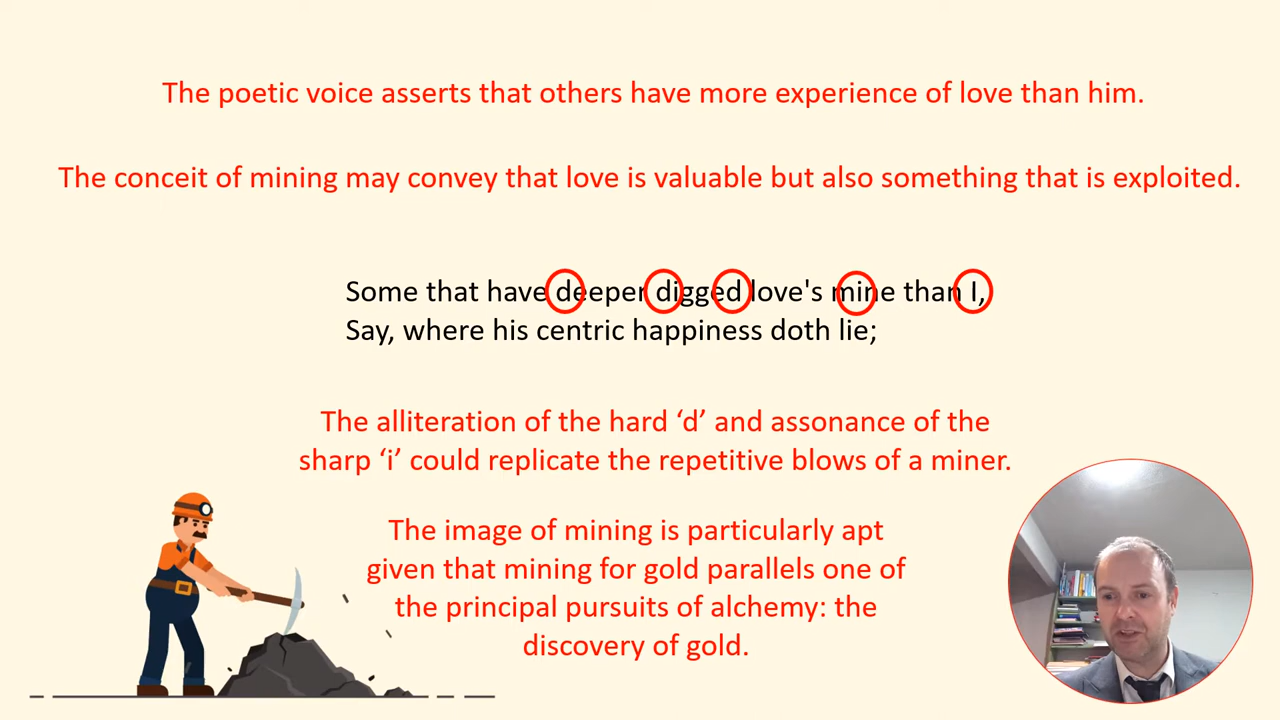 The poetic voice asserts that others have more experience of love than him.
The conceit of mining may convey that love is valuable but also something that is exploited.
Some that have deeper digged love's mine than I,
Say, where his centric happiness doth lie;
The alliteration of the hard ‘d’ and assonance of the
sharp ‘i’ could replicate the repetitive blows of a miner.
The image of mining is particularly apt
given that mining for gold parallels one of
the principal pursuits of alchemy: the
discovery of gold.